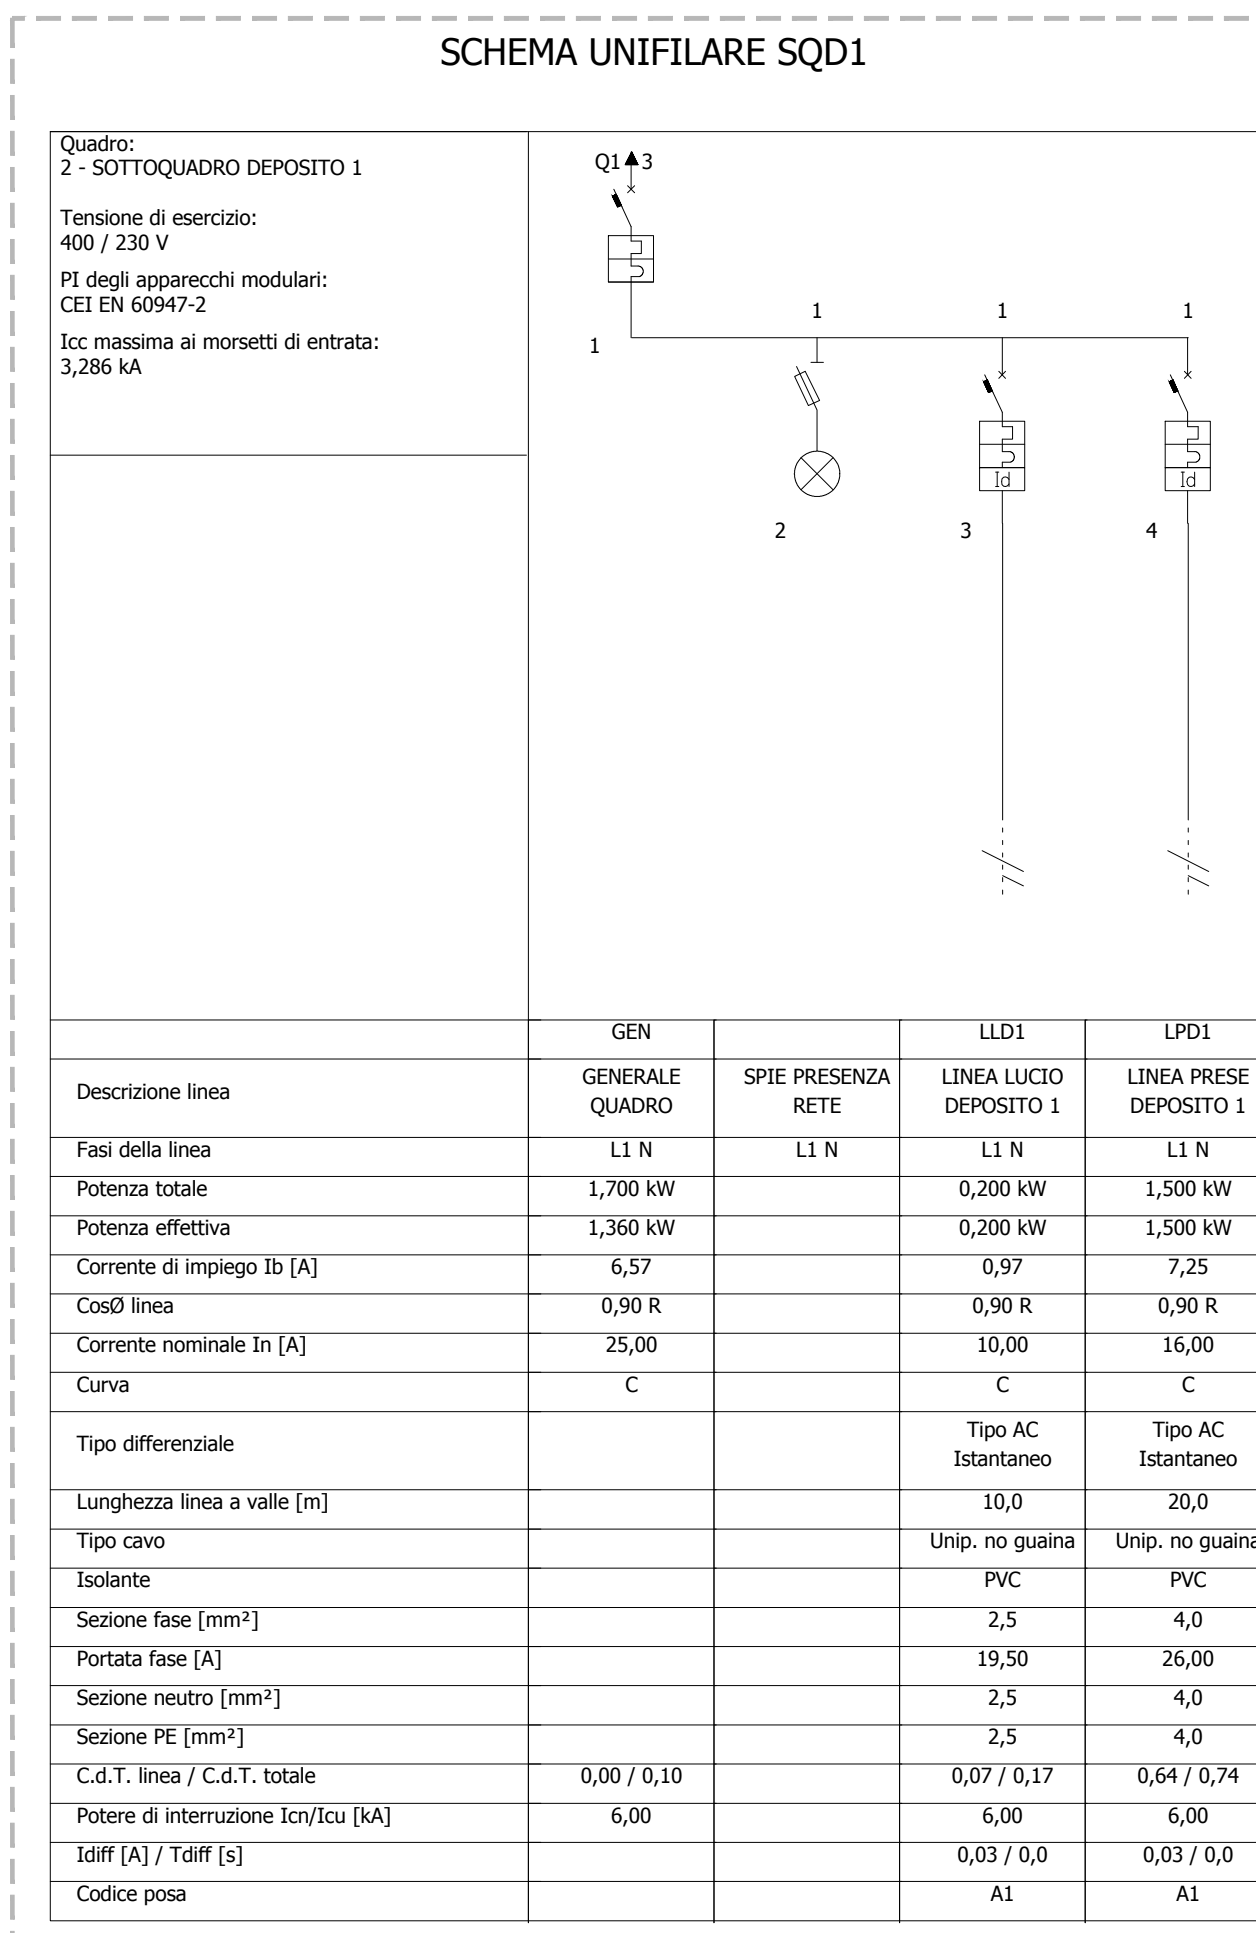 SCHEMA UNIFILARE SQD1
Quadro:
2 - SOTTOQUADRO DEPOSITO 1
Tensione di esercizio:
400 / 230 V
PI degli apparecchi modulari:
CEI EN 60947-2
Icc massima ai morsetti di entrata:
3,286 kA
Q1 3
1 1 1
1
Id Id
2 3 4
GEN LLD1 LPD1
Descrizione linea GENERALE QUADRO SPIE PRESENZA RETE LINEA LUCIO DEPOSITO 1 LINEA PRESE DEPOSITO 1
Fasi della linea L1 N L1 N L1 N L1 N
Potenza totale 1,700 kW 0,200 kW 1,500 kW
Potenza effettiva 1,360 kW 0,200 kW 1,500 kW
Corrente di impiego Ib [A] 6,57 0,97 7,25
CosØ linea 0,90 R 0,90 R 0,90 R
Corrente nominale In [A] 25,00 10,00 16,00
Curva C C C
Tipo differenziale Tipo AC Istantaneo Tipo AC Istantaneo
Lunghezza linea a valle [m] 10,0 20,0
Tipo cavo Unip. no guaina Unip. no guaina
Isolante PVC PVC
Sezione fase [mm²] 2,5 4,0
Portata fase [A] 19,50 26,00
Sezione neutro [mm²] 2,5 4,0
Sezione PE [mm²] 2,5 4,0
C.d.T. linea / C.d.T. totale 0,00 / 0,10 0,07 / 0,17 0,64 / 0,74
Potere di interruzione Icn/Icu [kA] 6,00 6,00 6,00
Idiff [A] / Tdiff [s] 0,03 / 0,0 0,03 / 0,0
Codice posa A1 A1